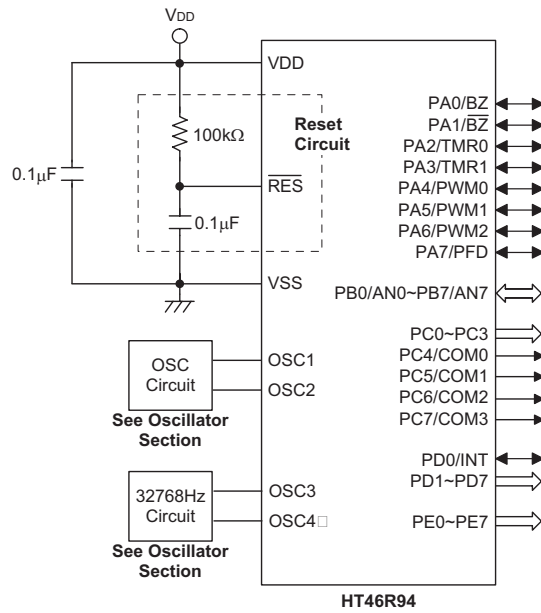 VDD
VDD
Reset
Circuit
100kΩ
0.1μF
RES
0.1μF
VSS
OSC
Circuit
OSC1
OSC2
See Oscillator
Section
32768Hz
Circuit
OSC3
OSC4□
See Oscillator
Section
PA0/BZ
PA1/B̅Z̅
PA2/TMR0
PA3/TMR1
PA4/PWM0
PA5/PWM1
PA6/PWM2
PA7/PFD
PB0/AN0~PB7/AN7
PC0~PC3
PC4/COM0
PC5/COM1
PC6/COM2
PC7/COM3
PD0/INT
PD1~PD7
PE0~PE7
HT46R94